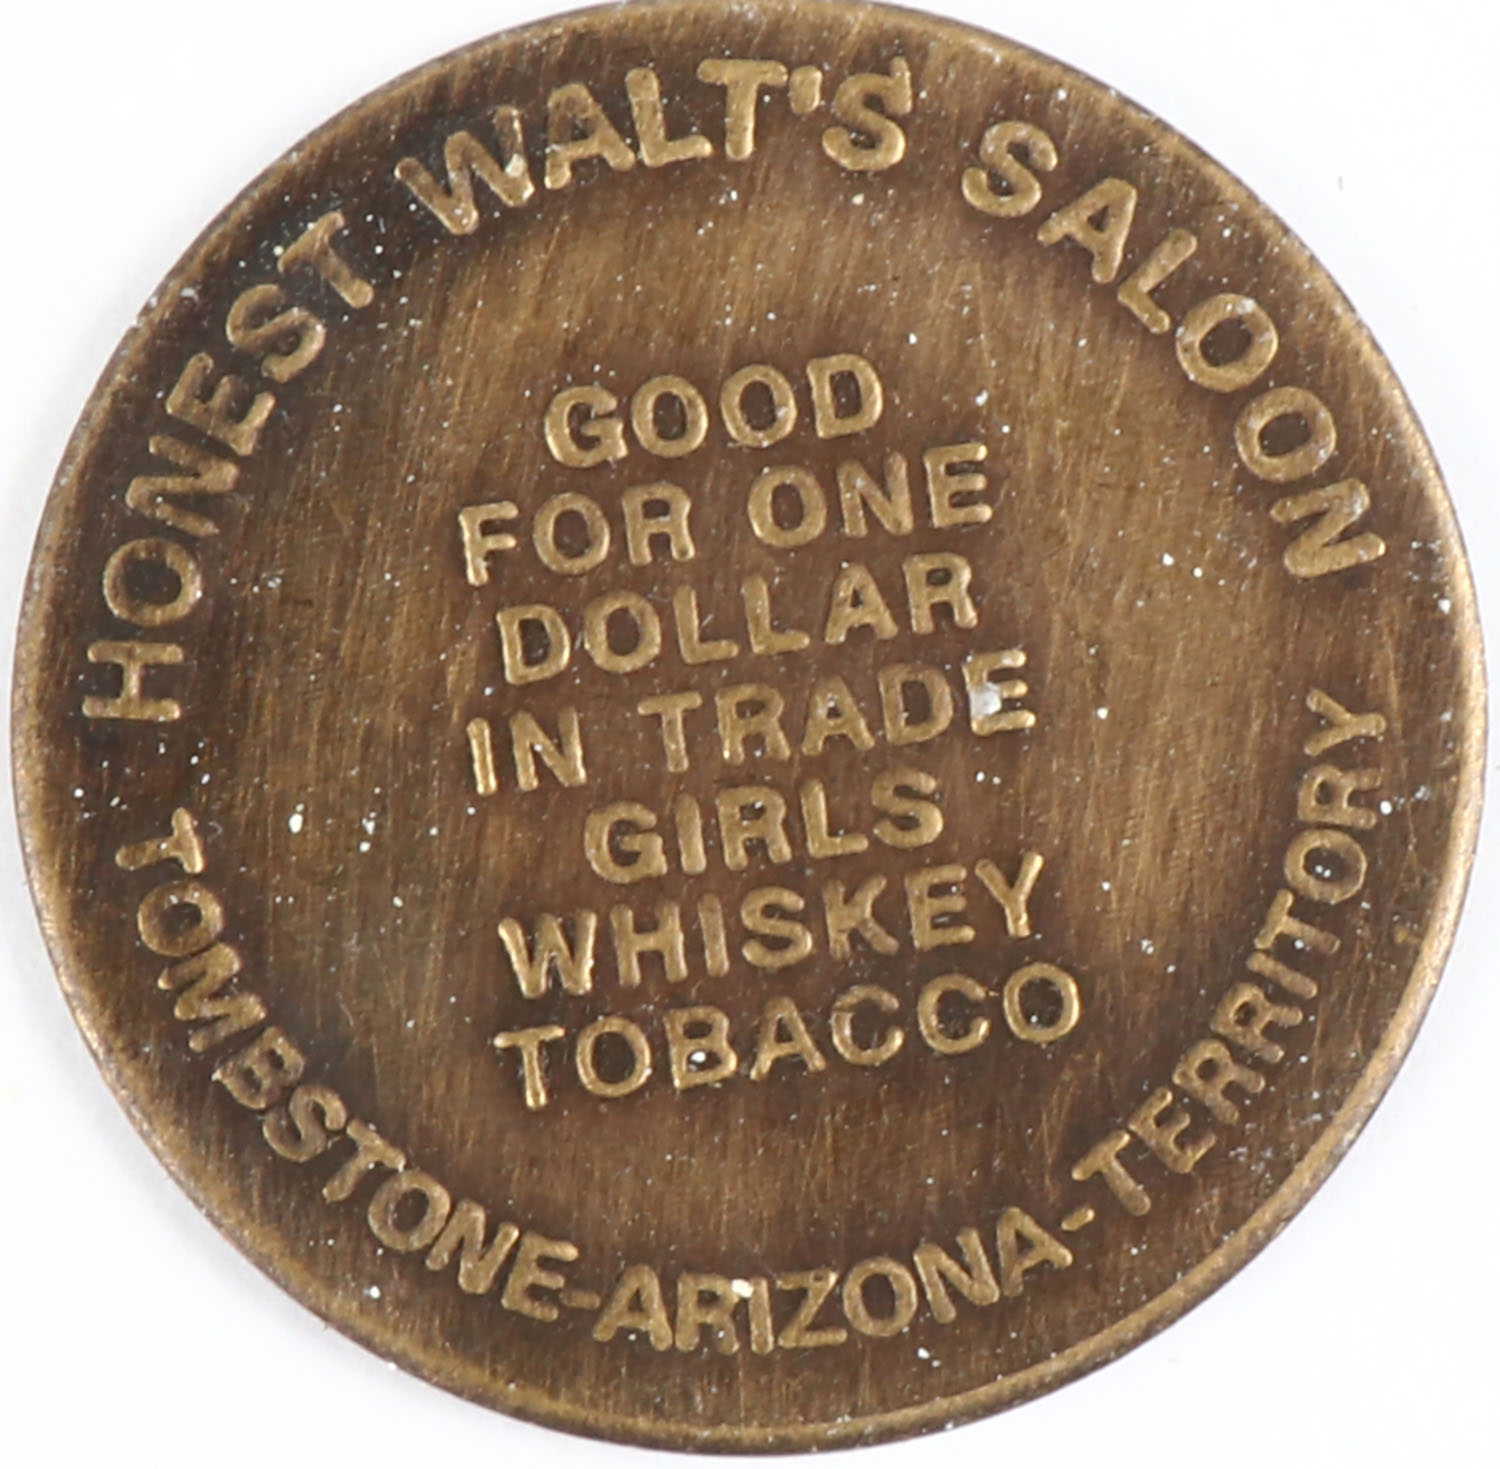 HONEST WALT'S SALOON
GOOD
FOR ONE
DOLLAR
IN TRADE
GIRLS
WHISKEY
TOBACCO
TOMBSTONE-ARIZONA-TERRITORY